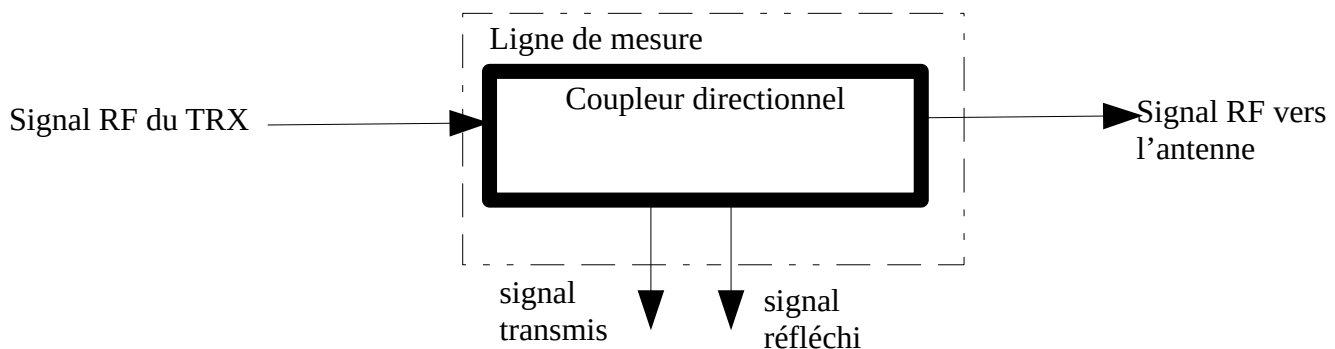 Ligne de mesure
Coupleur directionnel
Signal RF du TRX
Signal RF vers
l’antenne
signal
transmis
signal
réfléchi